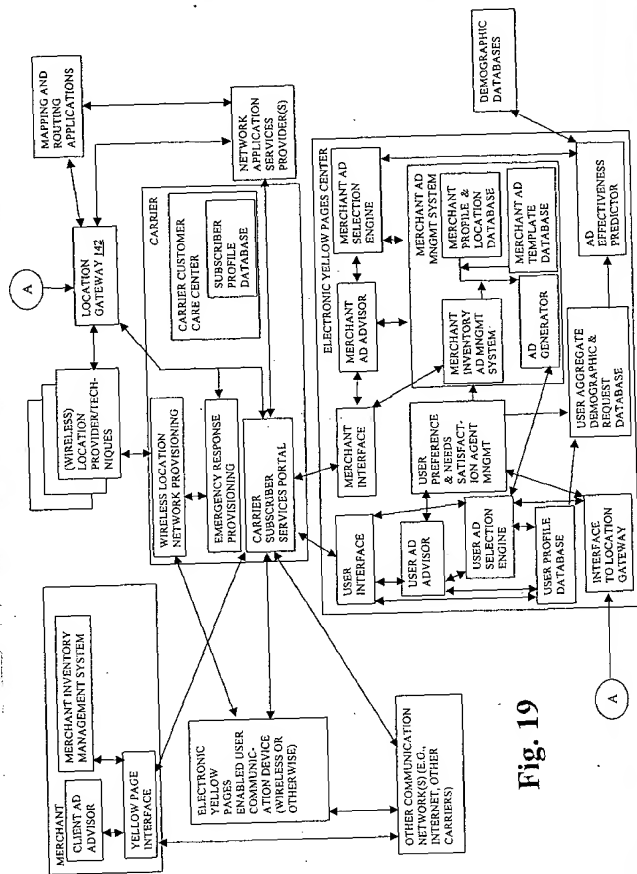 MAPPING AND
ROUTING
APPLICATIONS
A
LOCATION
GATEWAY 142
NETWORK
APPLICATION
SERVICES
PROVIDER(S)
(WIRELESS)
LOCATION
PROVIDER/TECH-
NIQUES
CARRIER
CARRIER CUSTOMER
CARE CENTER
SUBSCRIBER
PROFILE
DATABASE
WIRELESS LOCATION
NETWORK PROVISIONING
EMERGENCY RESPONSE
PROVISIONING
CARRIER
SUBSCRIBER
SERVICES PORTAL
MERCHANT
CLIENT AD
ADVISOR
MERCHANT INVENTORY
MANAGEMENT SYSTEM
YELLOW PAGE
INTERFACE
ELECTRONIC
YELLOW
PAGES
ENABLED USER
COMMUNIC-
ATION DEVICE
(WIRELESS OR
OTHERWISE)
OTHER COMMUNICATION
NETWORK(S) (E.G.,
INTERNET, OTHER
CARRIERS)
ELECTRONIC YELLOW PAGES CENTER
MERCHANT AD
SELECTION
ENGINE
MERCHANT
AD ADVISOR
MERCHANT
INTERFACE
MERCHANT AD
MNGMT SYSTEM
MERCHANT
PROFILE &
LOCATION
DATABASE
MERCHANT AD
TEMPLATE
DATABASE
MERCHANT
INVENTORY
AD MNGMT
SYSTEM
AD
GENERATOR
USER
INTERFACE
USER
PREFERENCE
& NEEDS
SATISFACT-
ION AGENT
MNGMT
USER AD
ADVISOR
USER AD
SELECTION
ENGINE
USER PROFILE
DATABASE
INTERFACE
TO LOCATION
GATEWAY
USER AGGREGATE
DEMOGRAPHIC &
REQUEST
DATABASE
AD
EFFECTIVENESS
PREDICTOR
DEMOGRAPHIC
DATABASES
A
Fig. 19